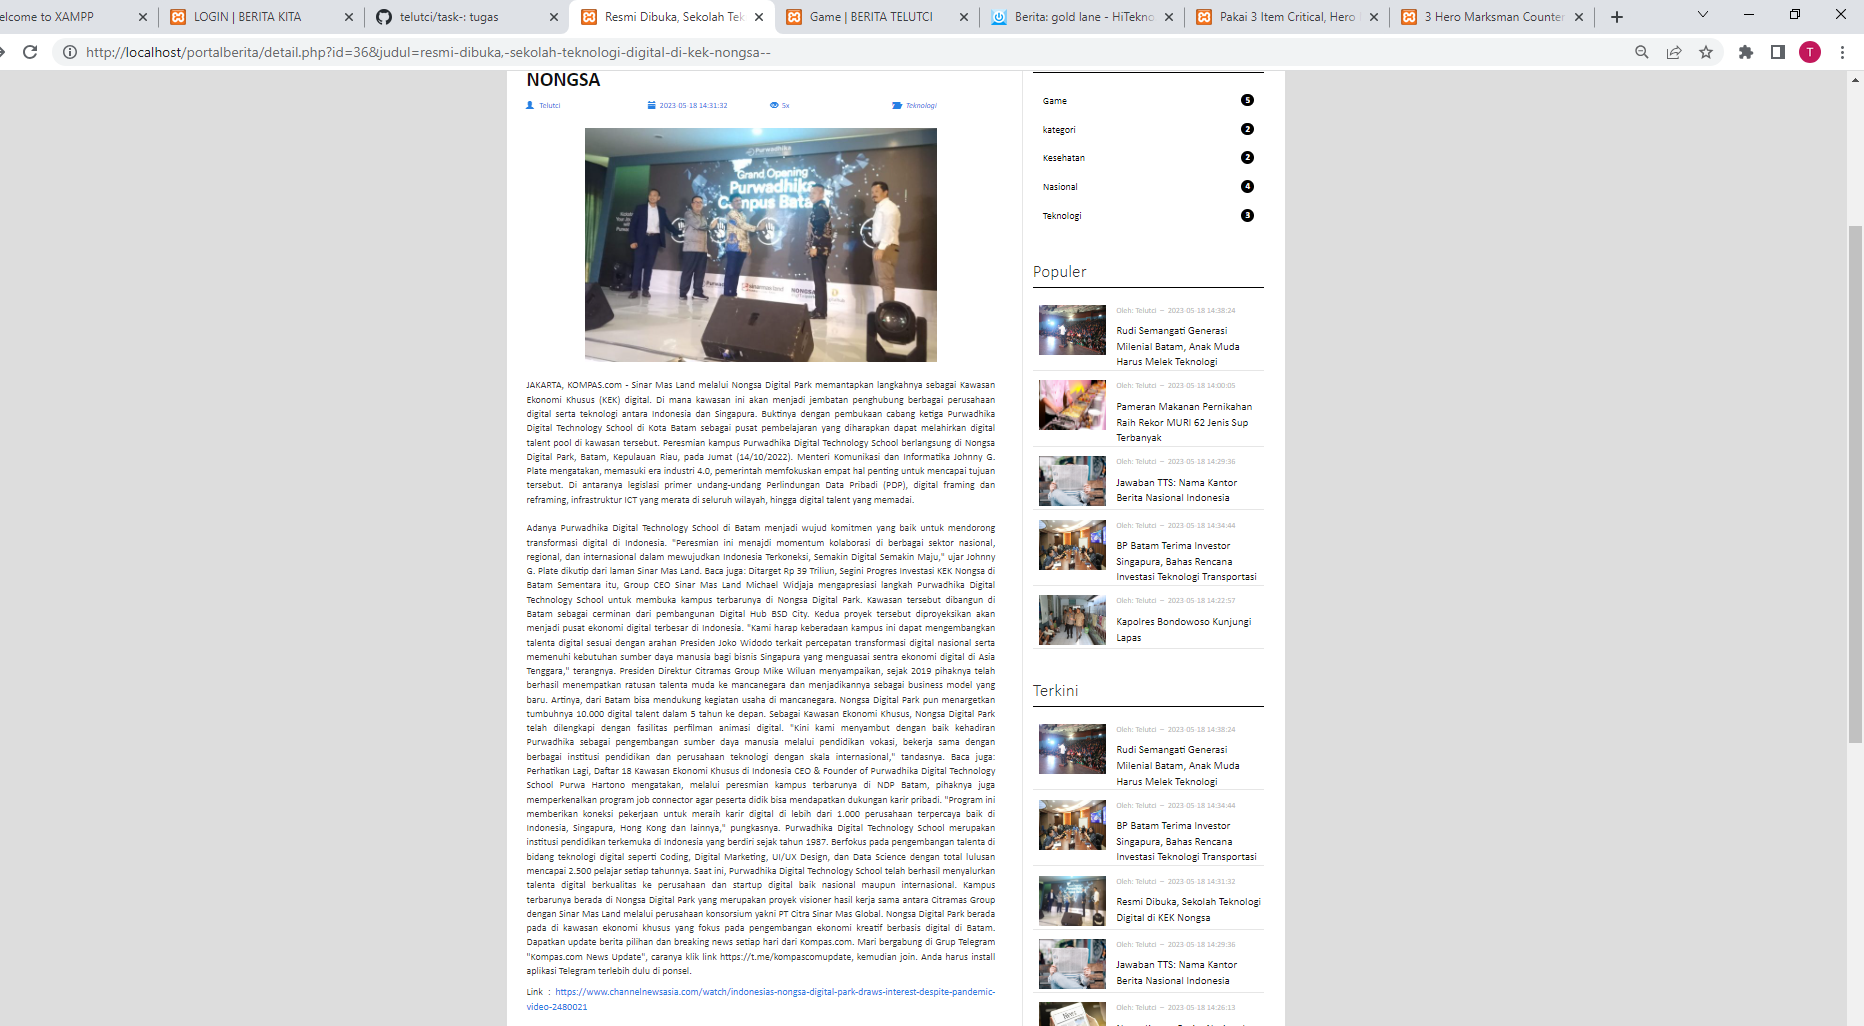 elcome to XAMPP
LOGIN | BERITA KITA
telutci/task-: tugas
Resmi Dibuka, Sekolah Tek
Game | BERITA TELUTCI
Berita: gold lane - HiTekno
Pakai 3 Item Critical, Hero
3 Hero Marksman Counter
http://localhost/portalberita/detail.php?id=36&judul=resmi-dibuka,-sekolah-teknologi-digital-di-kek-nongsa--
T
NONGSA
Telutci
2023-05-18 14:31:32
5x
Teknologi
Purwadhika
Grand Opening
Purwadhika
Campus Bata
NONGSA
JAKARTA, KOMPAS.com - Sinar Mas Land melalui Nongsa Digital Park memantapkan langkahnya sebagai Kawasan
Ekonomi Khusus (KEK) digital. Di mana kawasan ini akan menjadi jembatan penghubung berbagai perusahaan
digital serta teknologi antara Indonesia dan Singapura. Buktinya dengan pembukaan cabang ketiga Purwadhika
Digital Technology School di Kota Batam sebagai pusat pembelajaran yang diharapkan dapat melahirkan digital
talent pool di kawasan tersebut. Peresmian kampus Purwadhika Digital Technology School berlangsung di Nongsa
Digital Park, Batam, Kepulauan Riau, pada Jumat (14/10/2022). Menteri Komunikasi dan Informatika Johnny G.
Plate mengatakan, memasuki era industri 4.0, pemerintah memfokuskan empat hal penting untuk mencapai tujuan
tersebut. Di antaranya legislasi primer undang-undang Perlindungan Data Pribadi (PDP), digital framing dan
reframing, infrastruktur ICT yang merata di seluruh wilayah, hingga digital talent yang memadai.
Adanya Purwadhika Digital Technology School di Batam menjadi wujud komitmen yang baik untuk mendorong
transformasi digital di Indonesia. "Peresmian ini menajdi momentum kolaborasi di berbagai sektor nasional,
regional, dan internasional dalam mewujudkan Indonesia Terkoneksi, Semakin Digital Semakin Maju," ujar Johnny
G. Plate dikutip dari laman Sinar Mas Land. Baca juga: Ditarget Rp 39 Triliun, Segini Progres Investasi KEK Nongsa di
Batam Sementara itu, Group CEO Sinar Mas Land Michael Widjaja mengapresiasi langkah Purwadhika Digital
Technology School untuk membuka kampus terbarunya di Nongsa Digital Park. Kawasan tersebut dibangun di
Batam sebagai cerminan dari pembangunan Digital Hub BSD City. Kedua proyek tersebut diproyeksikan akan
menjadi pusat ekonomi digital terbesar di Indonesia. "Kami harap keberadaan kampus ini dapat mengembangkan
talenta digital sesuai dengan arahan Presiden Joko Widodo terkait percepatan transformasi digital nasional serta
memenuhi kebutuhan sumber daya manusia bagi bisnis Singapura yang menguasai sentra ekonomi digital di Asia
Tenggara," terangnya. Presiden Direktur Citramas Group Mike Wiluan menyampaikan, sejak 2019 pihaknya telah
berhasil menempatkan ratusan talenta muda ke mancanegara dan menjadikannya sebagai business model yang
baru. Artinya, dari Batam bisa mendukung kegiatan usaha di mancanegara. Nongsa Digital Park pun menargetkan
tumbuhnya 10.000 digital talent dalam 5 tahun ke depan. Sebagai Kawasan Ekonomi Khusus, Nongsa Digital Park
telah dilengkapi dengan fasilitas perfilman animasi digital. "Kini kami menyambut dengan baik kehadiran
Purwadhika sebagai pengembangan sumber daya manusia melalui pendidikan vokasi, bekerja sama dengan
berbagai institusi pendidikan dan perusahaan teknologi dengan skala internasional," tandasnya. Baca juga:
Perhatikan Lagi, Daftar 18 Kawasan Ekonomi Khusus di Indonesia CEO & Founder of Purwadhika Digital Technology
School Purwa Hartono mengatakan, melalui peresmian kampus terbarunya di NDP Batam, pihaknya juga
memperkenalkan program job connector agar peserta didik bisa mendapatkan dukungan karir pribadi. "Program ini
memberikan koneksi pekerjaan untuk meraih karir digital di lebih dari 1.000 perusahaan terpercaya baik di
Indonesia, Singapura, Hong Kong dan lainnya," pungkasnya. Purwadhika Digital Technology School merupakan
institusi pendidikan terkemuka di Indonesia yang berdiri sejak tahun 1987. Berfokus pada pengembangan talenta di
bidang teknologi digital seperti Coding, Digital Marketing, UI/UX Design, dan Data Science dengan total lulusan
mencapai 2.500 pelajar setiap tahunnya. Saat ini, Purwadhika Digital Technology School telah berhasil menyalurkan
talenta digital berkualitas ke perusahaan dan startup digital baik nasional maupun internasional. Kampus
terbarunya berada di Nongsa Digital Park yang merupakan proyek visioner hasil kerja sama antara Citramas Group
dengan Sinar Mas Land melalui perusahaan konsorsium yakni PT Citra Sinar Mas Global. Nongsa Digital Park berada
pada di kawasan ekonomi khusus yang fokus pada pengembangan ekonomi kreatif berbasis digital di Batam.
Dapatkan update berita pilihan dan breaking news setiap hari dari Kompas.com. Mari bergabung di Grup Telegram
"Kompas.com News Update", caranya klik link https://t.me/kompascomupdate, kemudian join. Anda harus install
aplikasi Telegram terlebih dulu di ponsel.
Link : https://www.channelnewsasia.com/watch/indonesias-nongsa-digital-park-draws-interest-despite-pandemic-
video-2480021
Game 5
kategori 2
Kesehatan 2
Nasional 4
Teknologi 3
Populer
Oleh: Telutci – 2023-05-18 14:38:24
Rudi Semangati Generasi
Milenial Batam, Anak Muda
Harus Melek Teknologi
Oleh: Telutci – 2023-05-18 14:00:05
Pameran Makanan Pernikahan
Raih Rekor MURI 62 Jenis Sup
Terbanyak
Oleh: Telutci – 2023-05-18 14:29:36
Jawaban TTS: Nama Kantor
Berita Nasional Indonesia
Oleh: Telutci – 2023-05-18 14:34:44
BP Batam Terima Investor
Singapura, Bahas Rencana
Investasi Teknologi Transportasi
Oleh: Telutci – 2023-05-18 14:22:57
Kapolres Bondowoso Kunjungi
Lapas
Terkini
Oleh: Telutci – 2023-05-18 14:38:24
Rudi Semangati Generasi
Milenial Batam, Anak Muda
Harus Melek Teknologi
Oleh: Telutci – 2023-05-18 14:34:44
BP Batam Terima Investor
Singapura, Bahas Rencana
Investasi Teknologi Transportasi
Oleh: Telutci – 2023-05-18 14:31:32
Resmi Dibuka, Sekolah Teknologi
Digital di KEK Nongsa
Oleh: Telutci – 2023-05-18 14:29:36
Jawaban TTS: Nama Kantor
Berita Nasional Indonesia
Oleh: Telutci – 2023-05-18 14:26:13